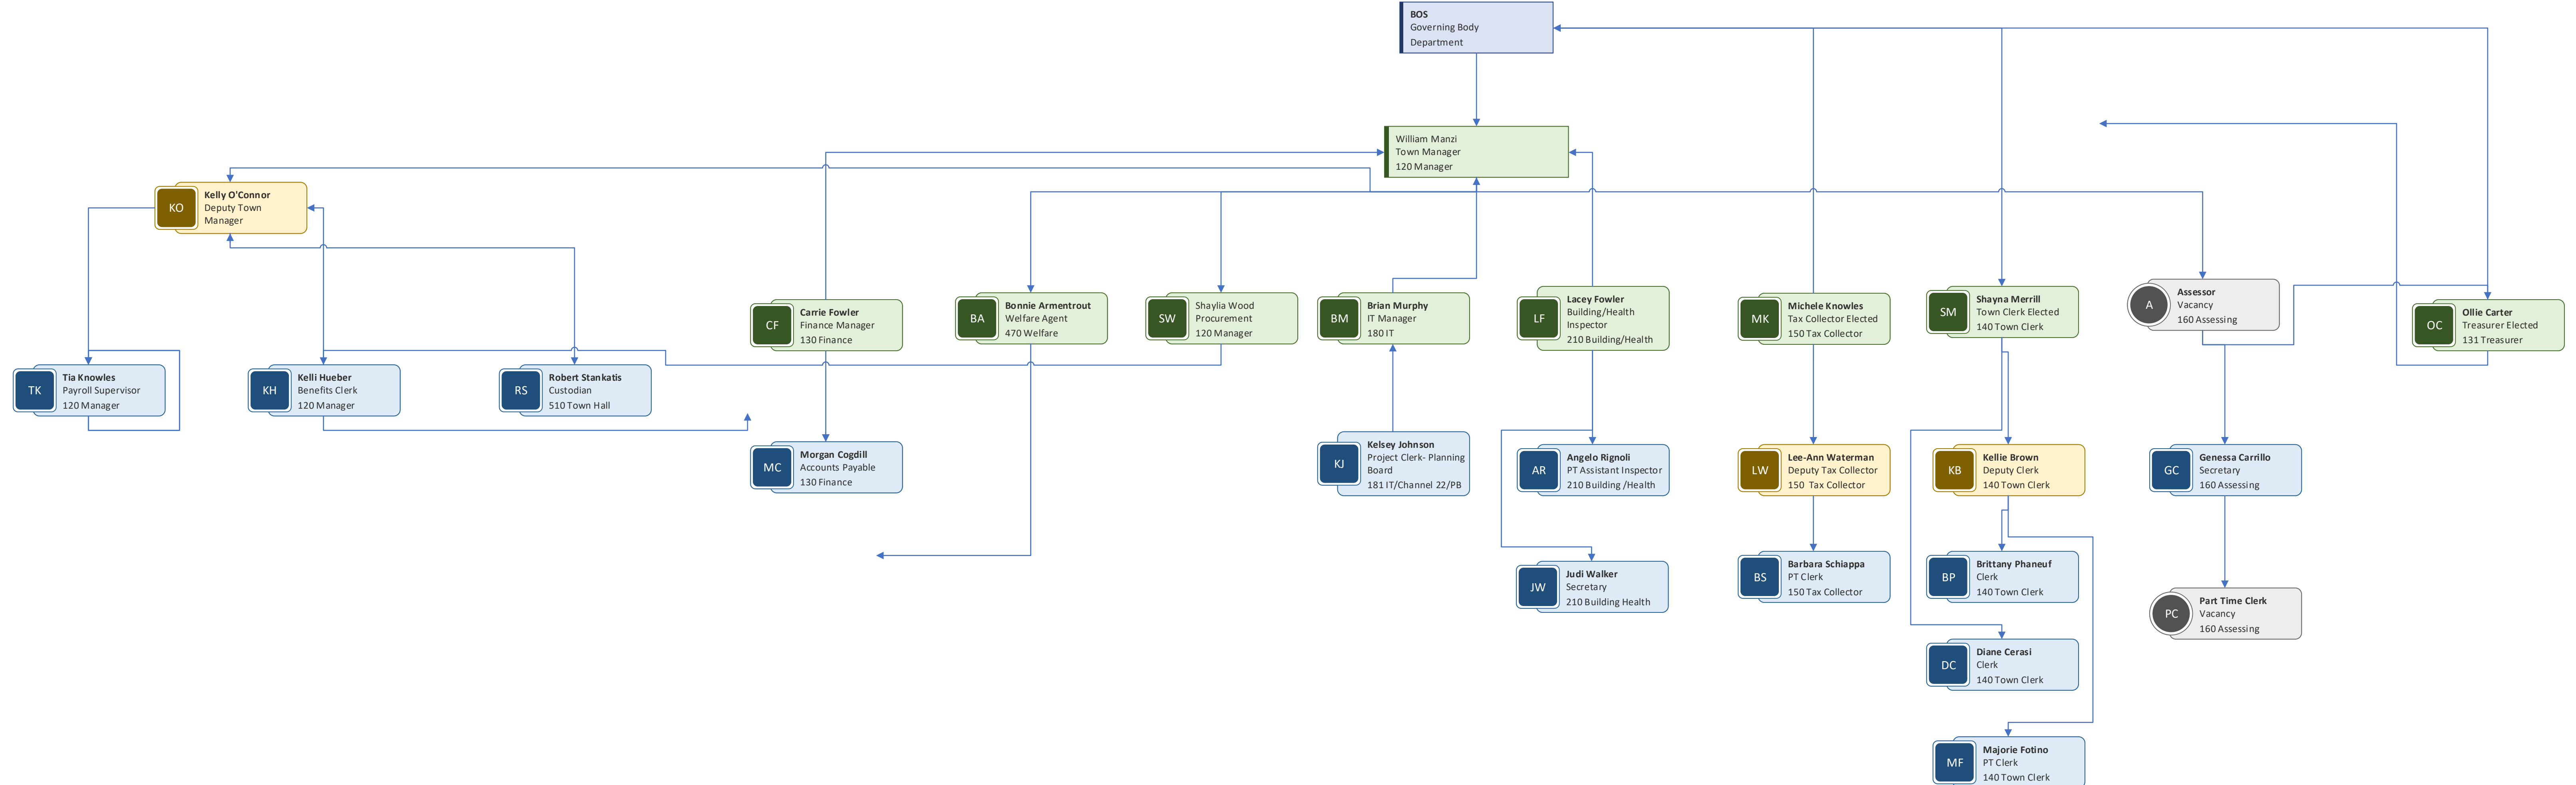 BOS
Governing Body
Department
William Manzi
Town Manager
120 Manager
KO
Kelly O'Connor
Deputy Town
Manager
CF
Carrie Fowler
Finance Manager
130 Finance
BA
Bonnie Armentrout
Welfare Agent
470 Welfare
SW
Shaylia Wood
Procurement
120 Manager
BM
Brian Murphy
IT Manager
180 IT
LF
Lacey Fowler
Building/Health
Inspector
210 Building/Health
MK
Michele Knowles
Tax Collector Elected
150 Tax Collector
SM
Shayna Merrill
Town Clerk Elected
140 Town Clerk
A
Assessor
Vacancy
160 Assessing
OC
Ollie Carter
Treasurer Elected
131 Treasurer
TK
Tia Knowles
Payroll Supervisor
120 Manager
KH
Kelli Hueber
Benefits Clerk
120 Manager
RS
Robert Stankatis
Custodian
510 Town Hall
MC
Morgan Cogdill
Accounts Payable
130 Finance
KJ
Kelsey Johnson
Project Clerk- Planning
Board
181 IT/Channel 22/PB
AR
Angelo Rignoli
PT Assistant Inspector
210 Building /Health
LW
Lee-Ann Waterman
Deputy Tax Collector
150  Tax Collector
KB
Kellie Brown
Deputy Clerk
140 Town Clerk
GC
Genessa Carrillo
Secretary
160 Assessing
JW
Judi Walker
Secretary
210 Building Health
BS
Barbara Schiappa
PT Clerk
150 Tax Collector
BP
Brittany Phaneuf
Clerk
140 Town Clerk
PC
Part Time Clerk
Vacancy
160 Assessing
DC
Diane Cerasi
Clerk
140 Town Clerk
MF
Majorie Fotino
PT Clerk
140 Town Clerk